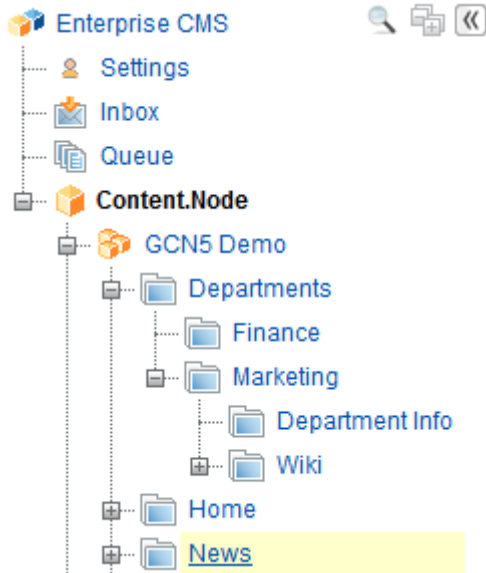 Enterprise CMS
Settings
Inbox
Queue
Content.Node
GCN5 Demo
Departments
Finance
Marketing
Department Info
Wiki
Home
News